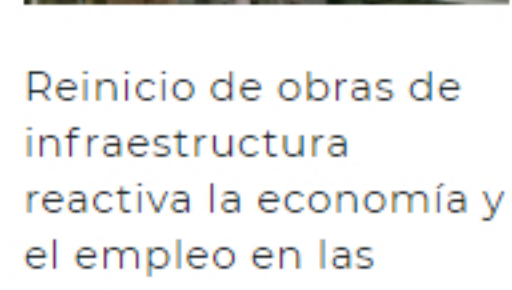 Reinicio de obras de
infraestructura
reactiva la economía y
el empleo en las